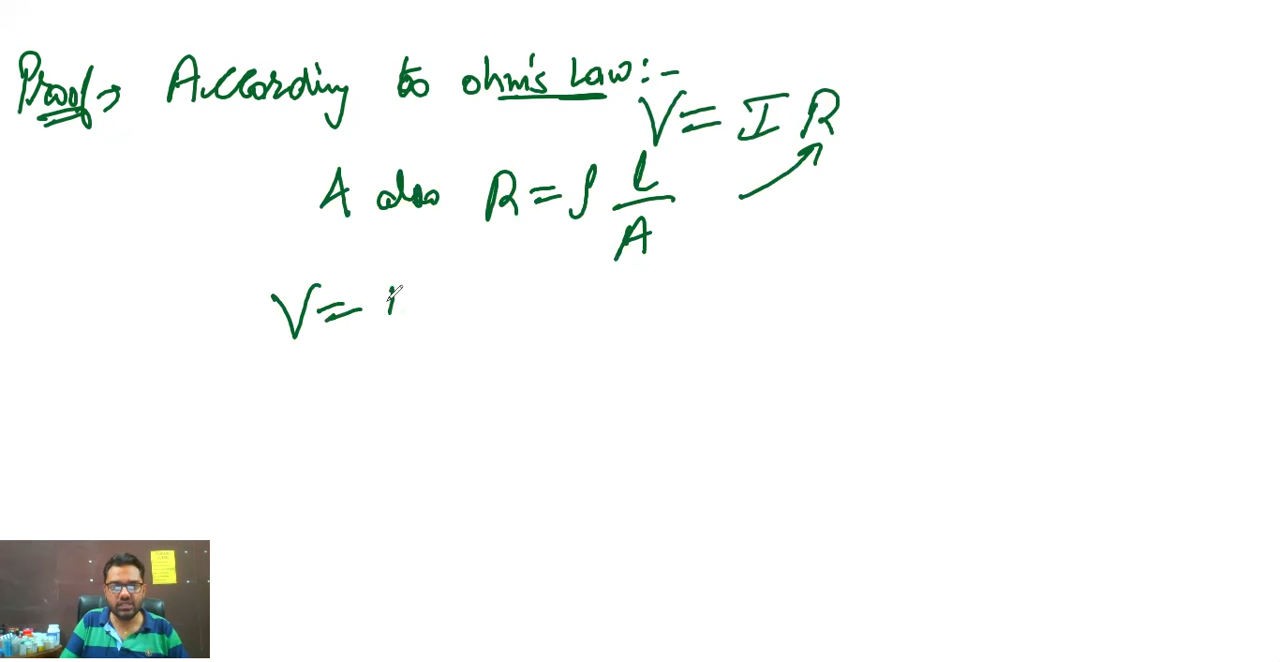 Proof → According to ohm's Law :-
V = I R
A also R = ρ l/A
V = i